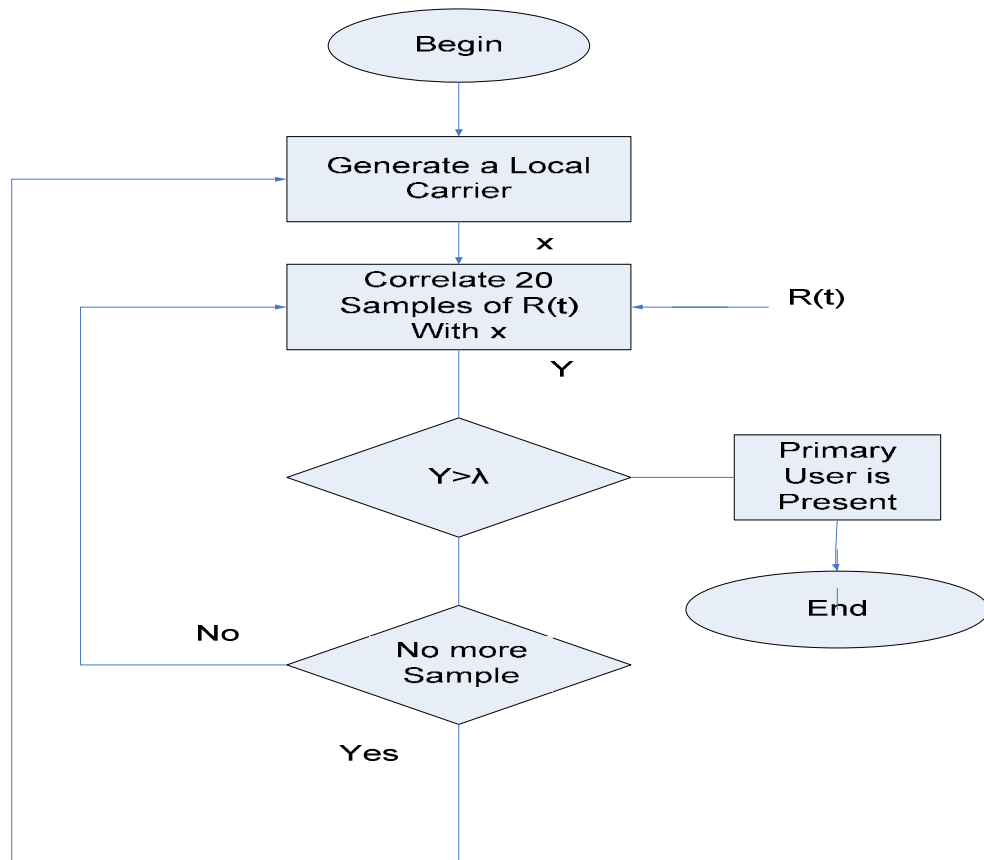 Begin
Generate a Local
Carrier
x
Correlate 20
Samples of R(t)
With x
R(t)
Y
Y>λ
Primary
User is
Present
End
No
No more
Sample
Yes